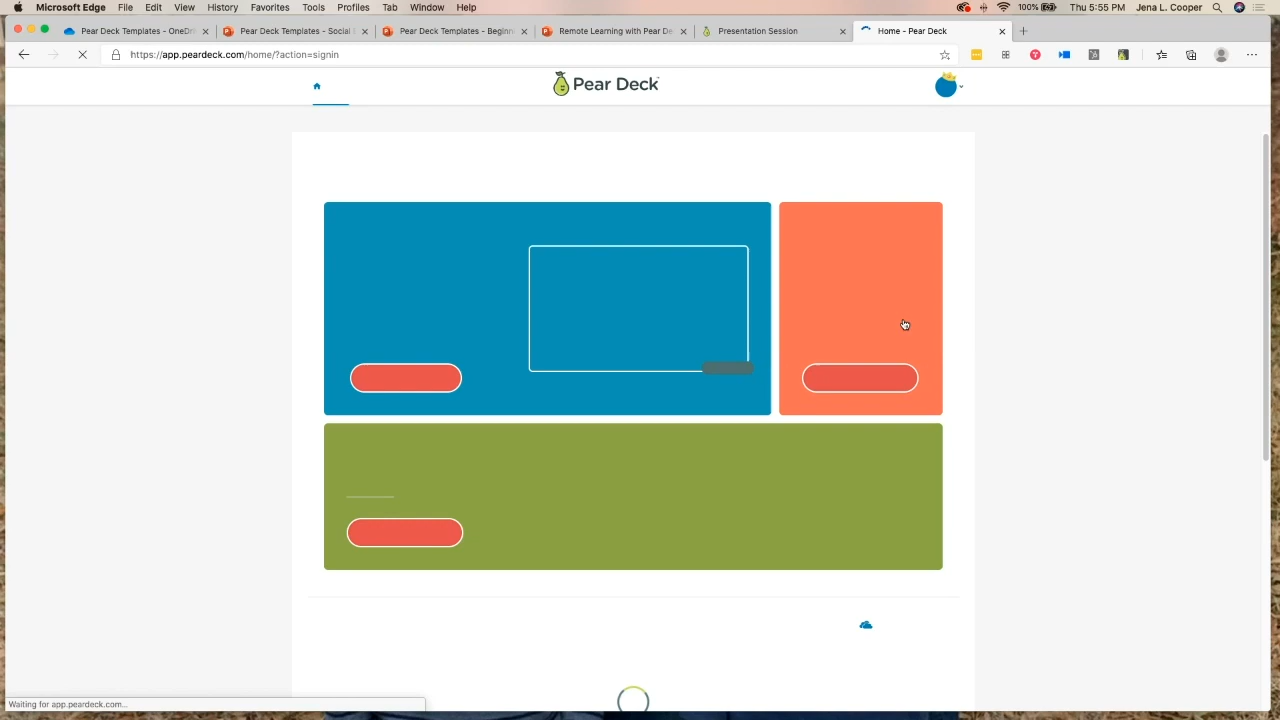 Microsoft Edge File Edit View History Favorites Tools Profiles Tab Window Help 100% Thu 5:55 PM Jena L. Cooper
Pear Deck Templates - OneDr Pear Deck Templates - Social Pear Deck Templates - Beginn Remote Learning with Pear De Presentation Session Home - Pear Deck
https://app.peardeck.com/home/?action=signin
Pear Deck
Waiting for app.peardeck.com...